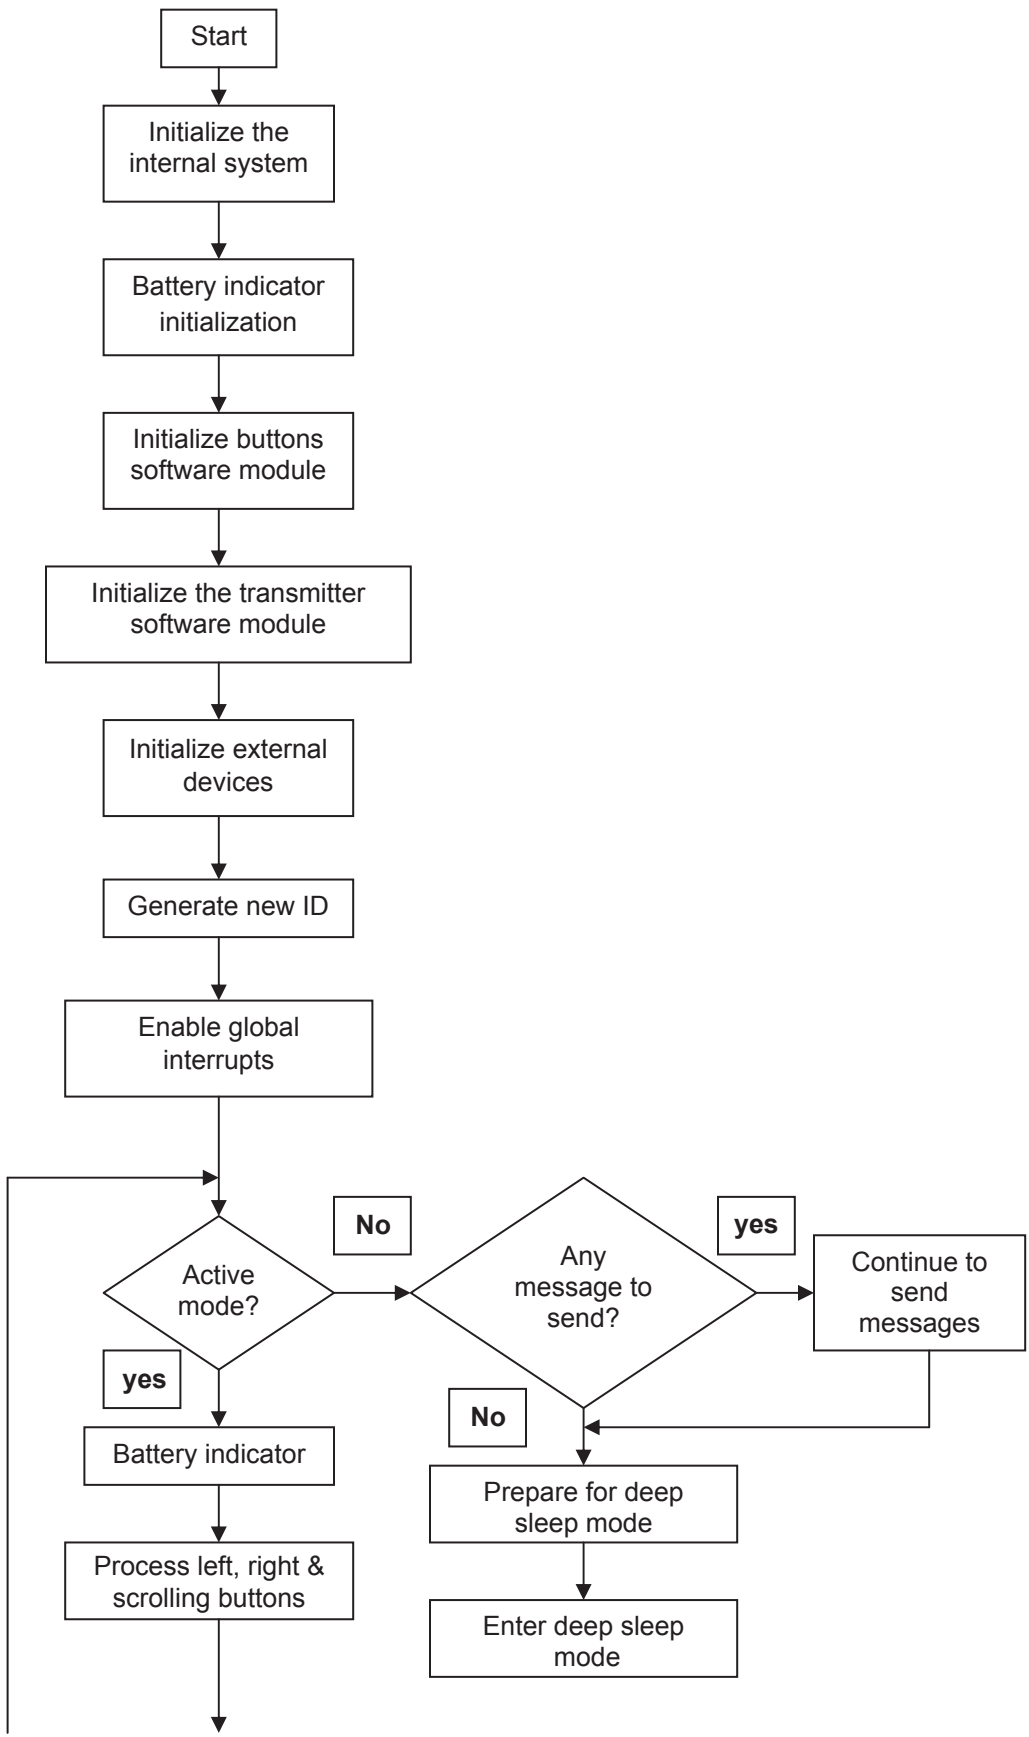 Start
Initialize the
internal system
Battery indicator
initialization
Initialize buttons
software module
Initialize the transmitter
software module
Initialize external
devices
Generate new ID
Enable global
interrupts
Active
mode?
No
Any
message to
send?
yes
Continue to
send
messages
yes
No
Battery indicator
Prepare for deep
sleep mode
Process left, right &
scrolling buttons
Enter deep sleep
mode